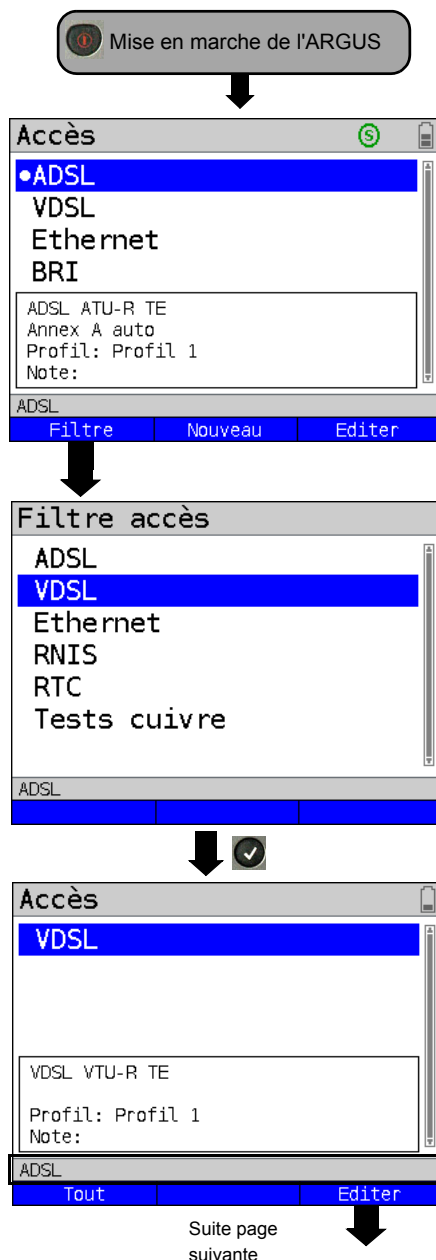 Mise en marche de l'ARGUS
Accès
S
ADSL
VDSL
Ethernet
BRI
ADSL ATU-R TE
Annex A auto
Profil: Profil 1
Note:
ADSL
Filtre Nouveau Editer
Filtre accès
ADSL
VDSL
Ethernet
RNIS
RTC
Tests cuivre
ADSL
Accès
VDSL
VDSL VTU-R TE
Profil: Profil 1
Note:
ADSL
Tout Editer
Suite page
suivante